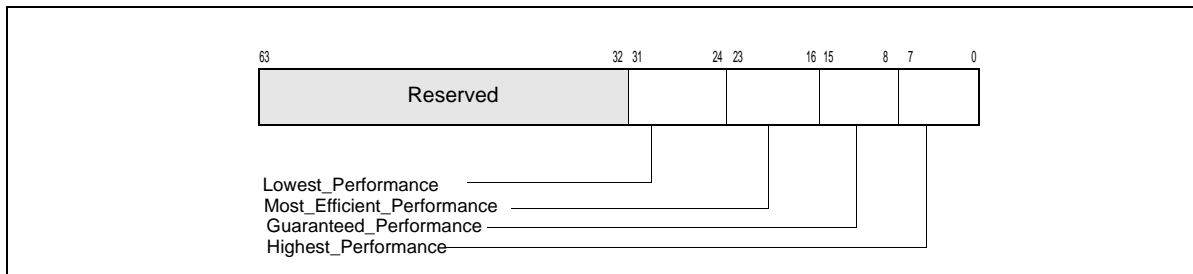 63 32 31 24 23 16 15 8 7 0
Reserved
Lowest_Performance
Most_Efficient_Performance
Guaranteed_Performance
Highest_Performance